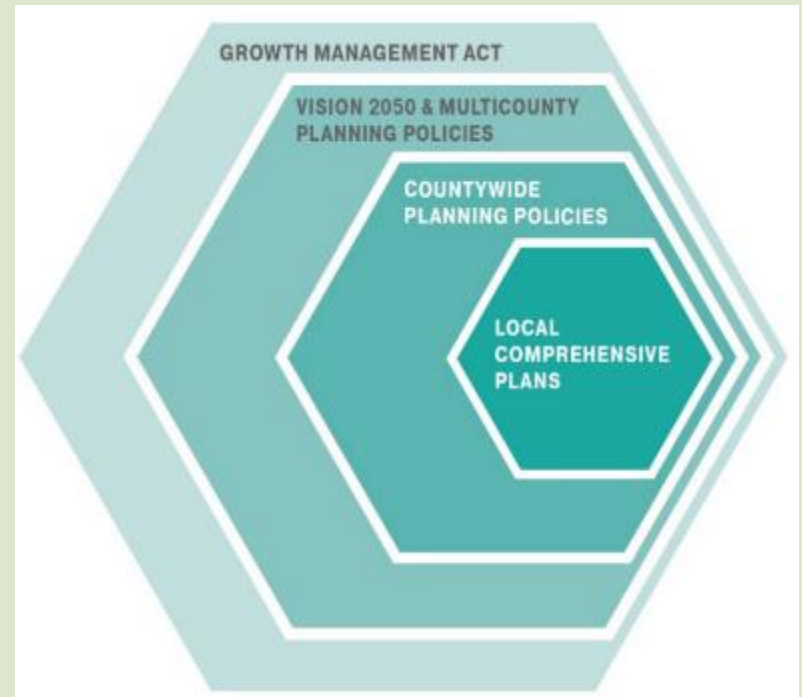 GROWTH MANAGEMENT ACT
VISION 2050 & MULTICOUNTY
PLANNING POLICIES
COUNTYWIDE
PLANNING POLICIES
LOCAL
COMPREHENSIVE
PLANS